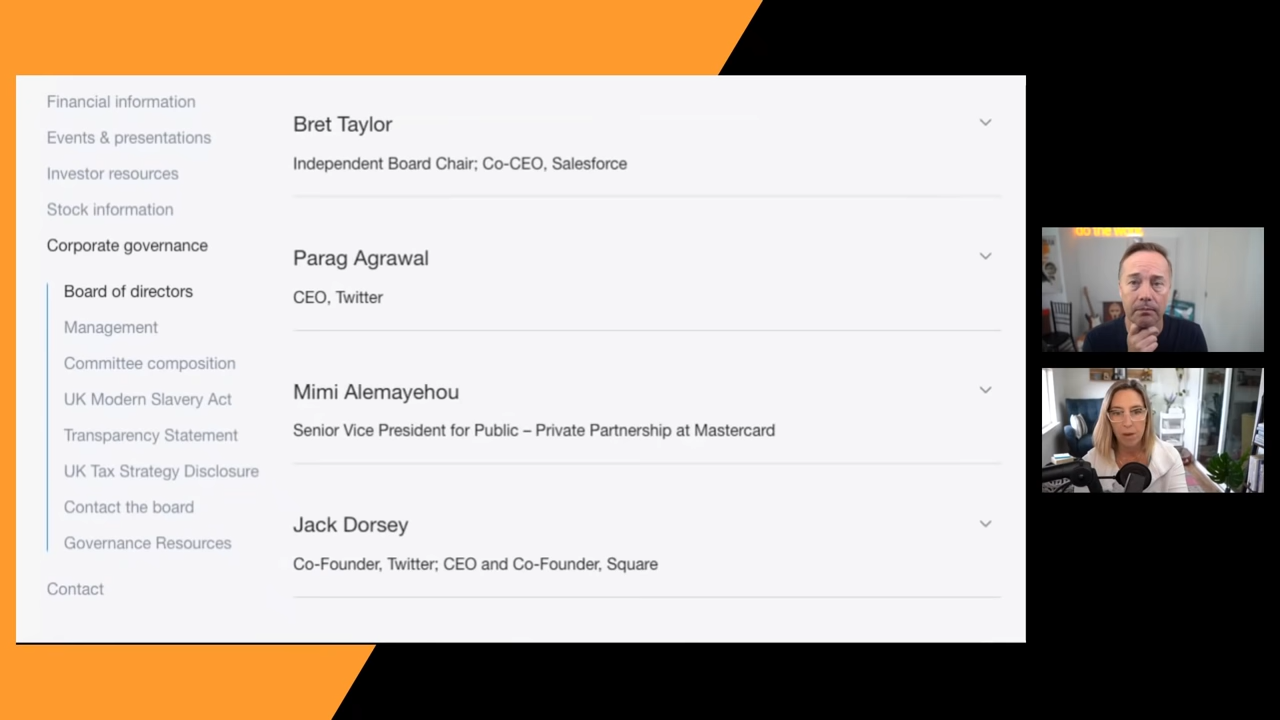 Financial information
Events & presentations
Investor resources
Stock information
Corporate governance
Board of directors
Management
Committee composition
UK Modern Slavery Act
Transparency Statement
UK Tax Strategy Disclosure
Contact the board
Governance Resources
Contact
Bret Taylor
Independent Board Chair; Co-CEO, Salesforce
Parag Agrawal
CEO, Twitter
Mimi Alemayehou
Senior Vice President for Public – Private Partnership at Mastercard
Jack Dorsey
Co-Founder, Twitter; CEO and Co-Founder, Square
do the work